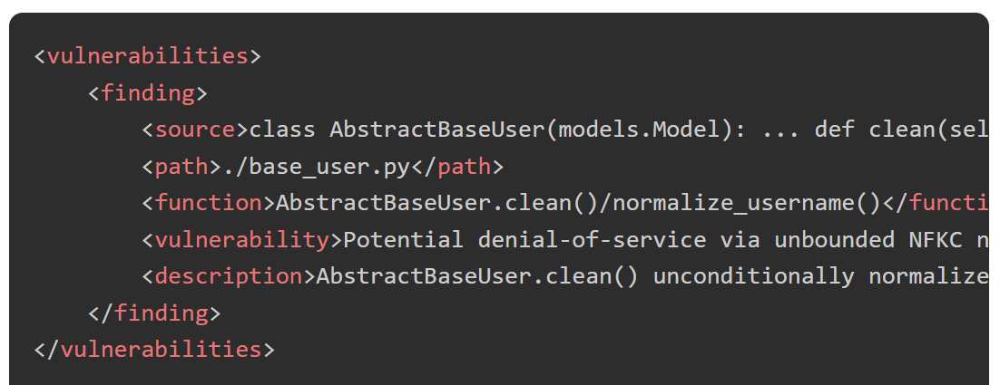 <vulnerabilities>
<finding>
<source>class AbstractBaseUser(models.Model): ... def clean(sel
<path>./base_user.py</path>
<function>AbstractBaseUser.clean()/normalize_username()</functi
<vulnerability>Potential denial-of-service via unbounded NFKC n
<description>AbstractBaseUser.clean() unconditionally normalize
</finding>
</vulnerabilities>